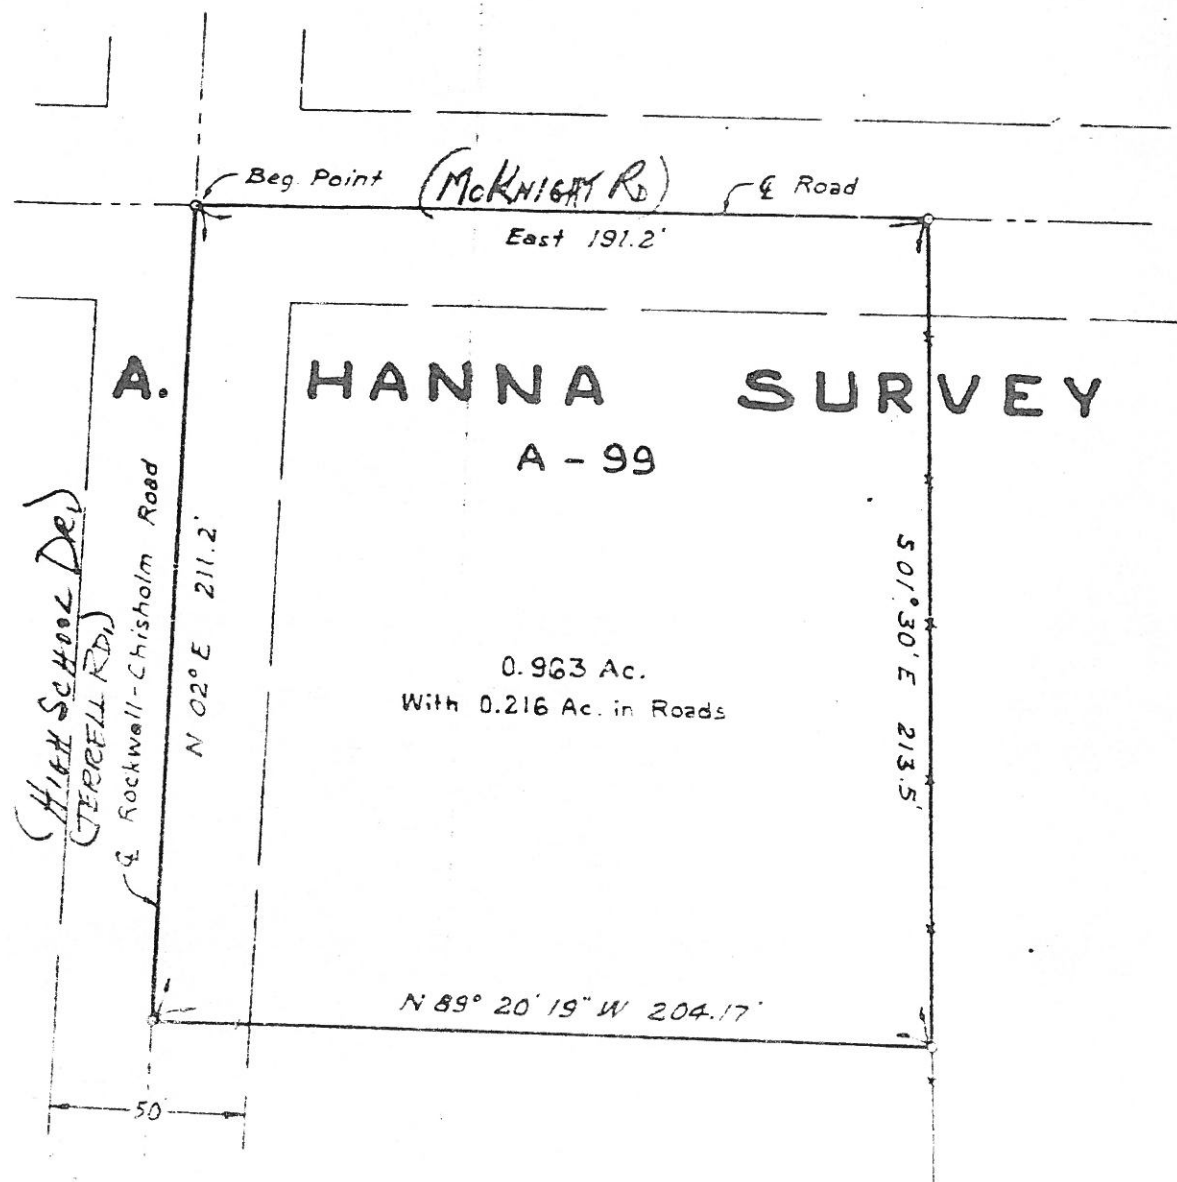 Beg. Point (McKNIGHT RD) ℄ Road
East 191.2'
A. HANNA SURVEY
A - 99
(HIGH SCHOOL DR.)
(TERRELL RD.)
℄ Rockwall-Chisholm Road
N 02° E 211.2'
S 01° 30' E 213.5'
0.963 Ac.
With 0.216 Ac. in Roads
N 89° 20' 19" W 204.17'
50